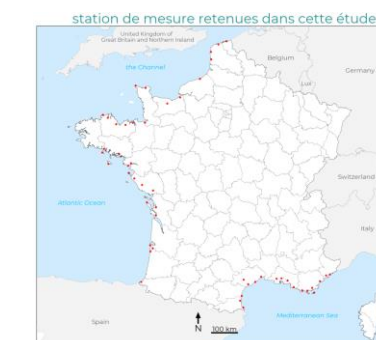 station de mesure retenues dans cette étude
United Kingdom of
Great Britain and Northern Ireland
the Channel
Belgium
Lux
Germany
Switzerland
Atlantic Ocean
Italy
Mediterranean Sea
Spain
N
100 km